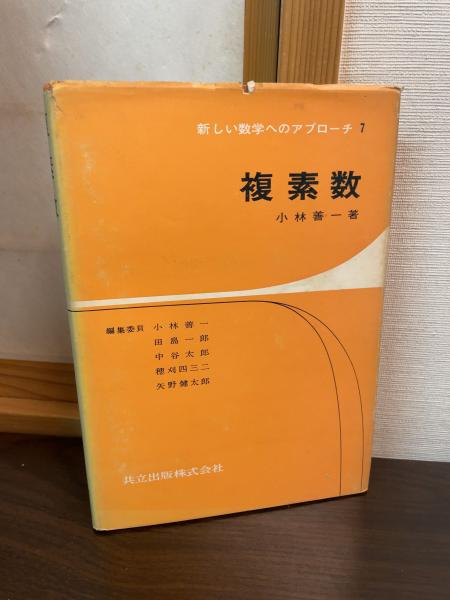 新しい数学へのアプローチ 7
複素数
小林善一著
編集委員 小林善一
田島一郎
中谷太郎
穂刈四三二
矢野健太郎
共立出版株式会社